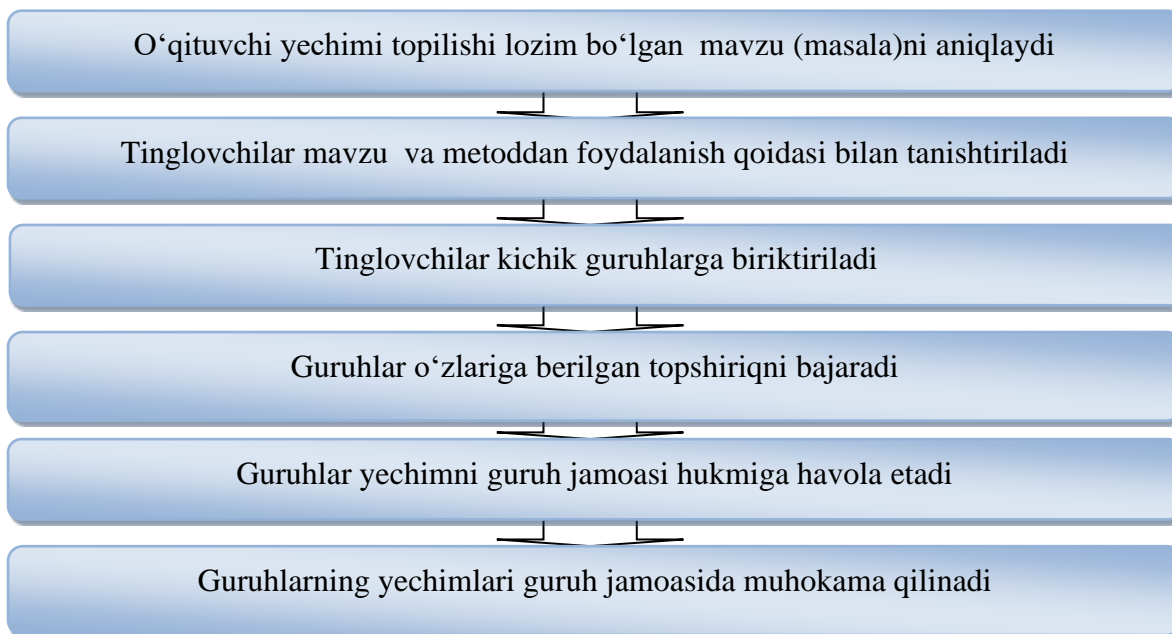 O‘qituvchi yechimi topilishi lozim bo‘lgan  mavzu (masala)ni aniqlaydi
Tinglovchilar mavzu  va metoddan foydalanish qoidasi bilan tanishtiriladi
Tinglovchilar kichik guruhlarga biriktiriladi
Guruhlar o‘zlariga berilgan topshiriqni bajaradi
Guruhlar yechimni guruh jamoasi hukmiga havola etadi
Guruhlarning yechimlari guruh jamoasida muhokama qilinadi